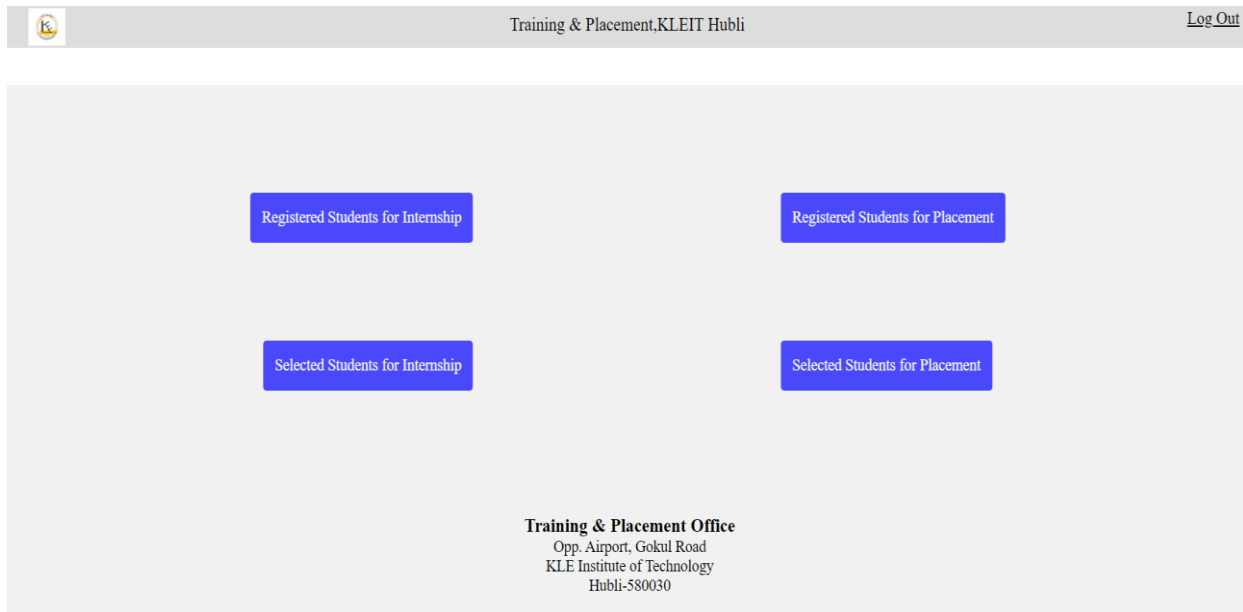 Training & Placement,KLEIT Hubli
Log Out
Registered Students for Internship
Registered Students for Placement
Selected Students for Internship
Selected Students for Placement
Training & Placement Office
Opp. Airport, Gokul Road
KLE Institute of Technology
Hubli-580030